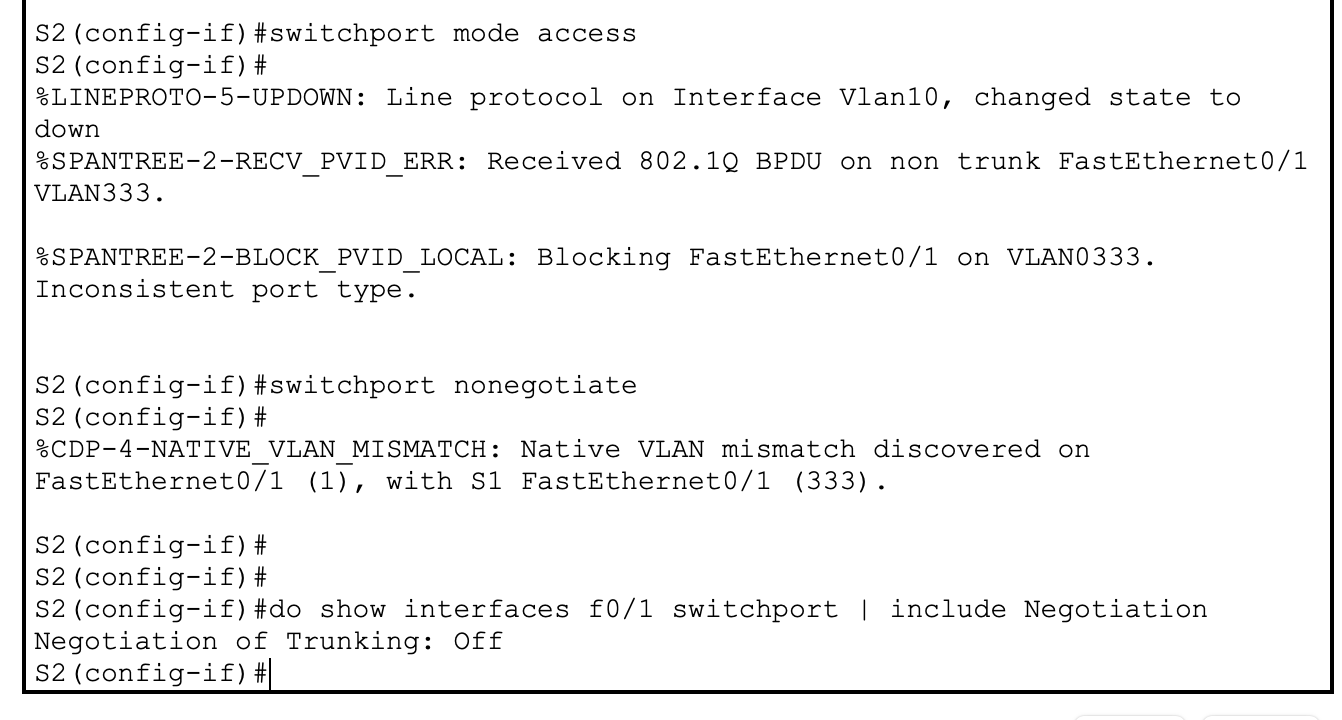 S2(config-if)#switchport mode access
S2(config-if)#
%LINEPROTO-5-UPDOWN: Line protocol on Interface Vlan10, changed state to
down
%SPANTREE-2-RECV_PVID_ERR: Received 802.1Q BPDU on non trunk FastEthernet0/1
VLAN333.
%SPANTREE-2-BLOCK_PVID_LOCAL: Blocking FastEthernet0/1 on VLAN0333.
Inconsistent port type.
S2(config-if)#switchport nonegotiate
S2(config-if)#
%CDP-4-NATIVE_VLAN_MISMATCH: Native VLAN mismatch discovered on
FastEthernet0/1 (1), with S1 FastEthernet0/1 (333).
S2(config-if)#
S2(config-if)#
S2(config-if)#do show interfaces f0/1 switchport | include Negotiation
Negotiation of Trunking: Off
S2(config-if)#